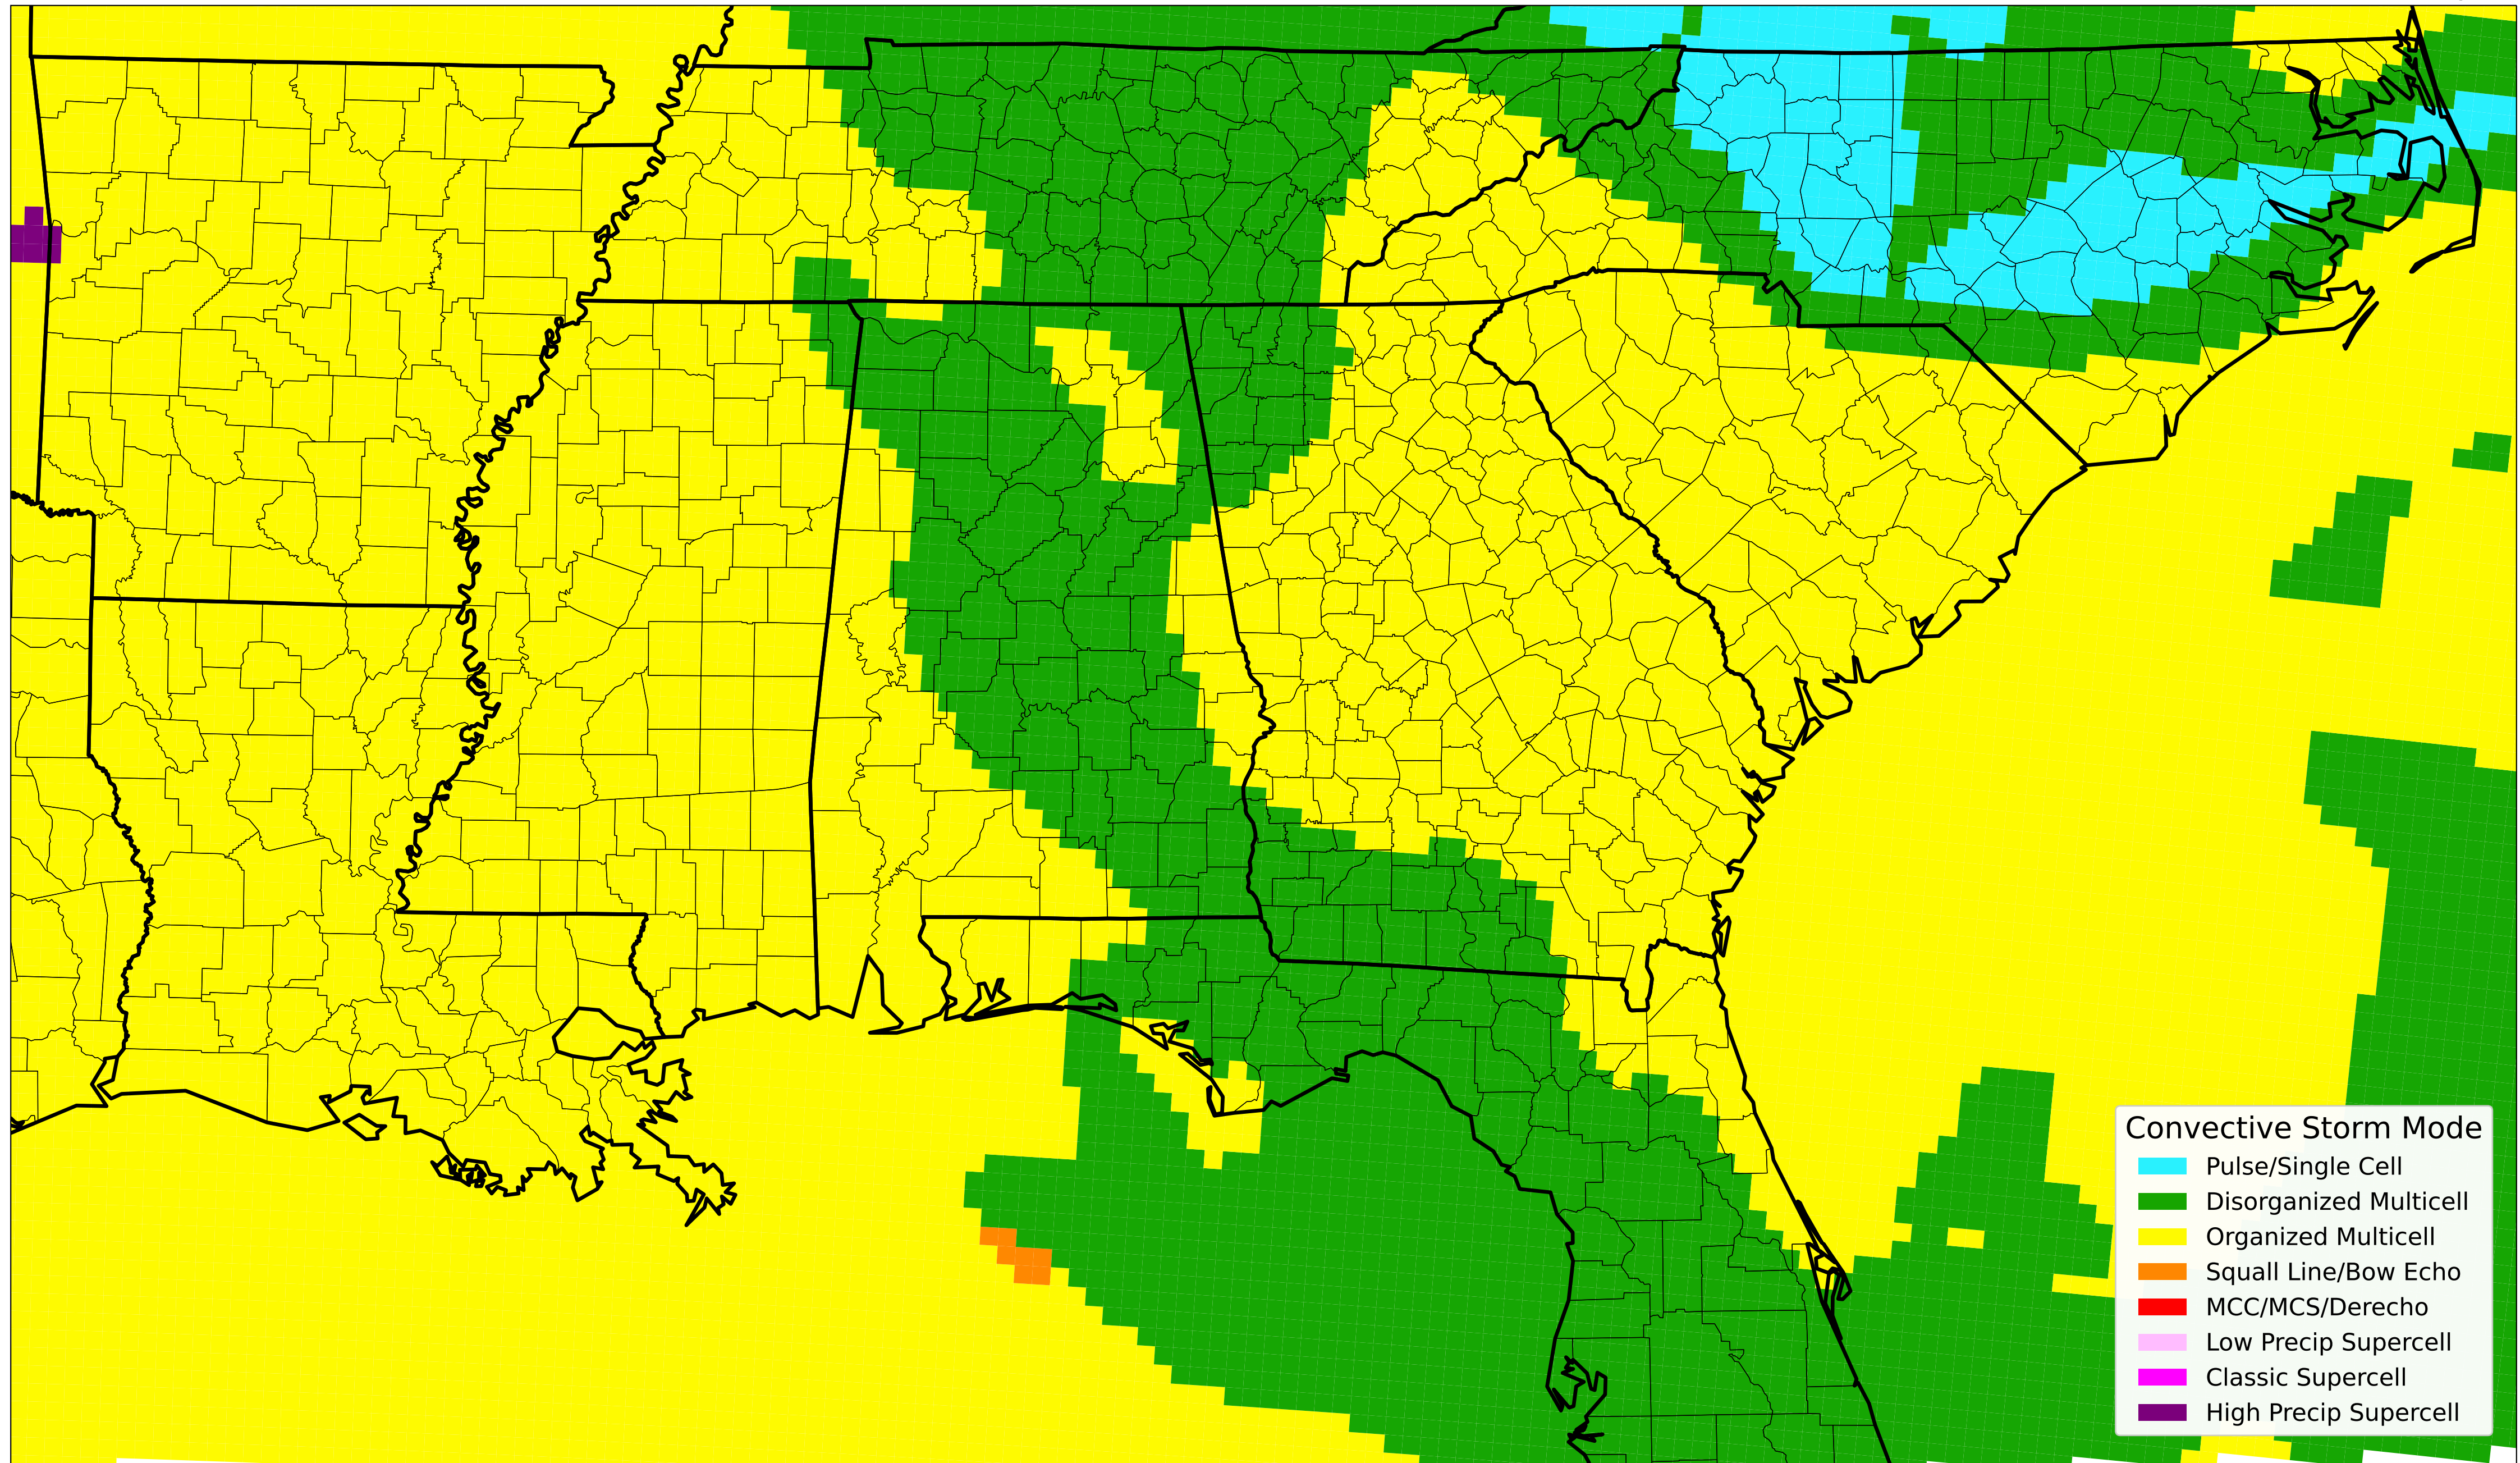 Convective Storm Mode
Pulse/Single Cell
Disorganized Multicell
Organized Multicell
Squall Line/Bow Echo
MCC/MCS/Derecho
Low Precip Supercell
Classic Supercell
High Precip Supercell